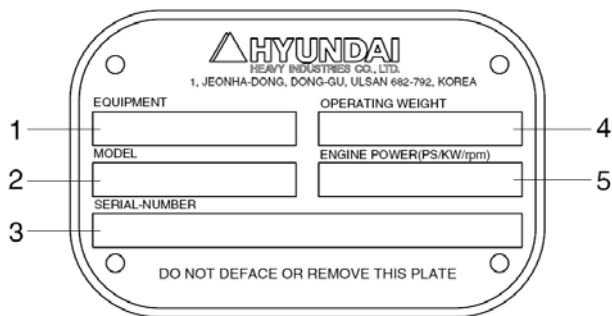 HYUNDAI
HEAVY INDUSTRIES CO., LTD.
1, JEONHA-DONG, DONG-GU, ULSAN 682-792, KOREA
EQUIPMENT
OPERATING WEIGHT
1
4
MODEL
ENGINE POWER(PS/KW/rpm)
2
5
SERIAL-NUMBER
3
DO NOT DEFACE OR REMOVE THIS PLATE